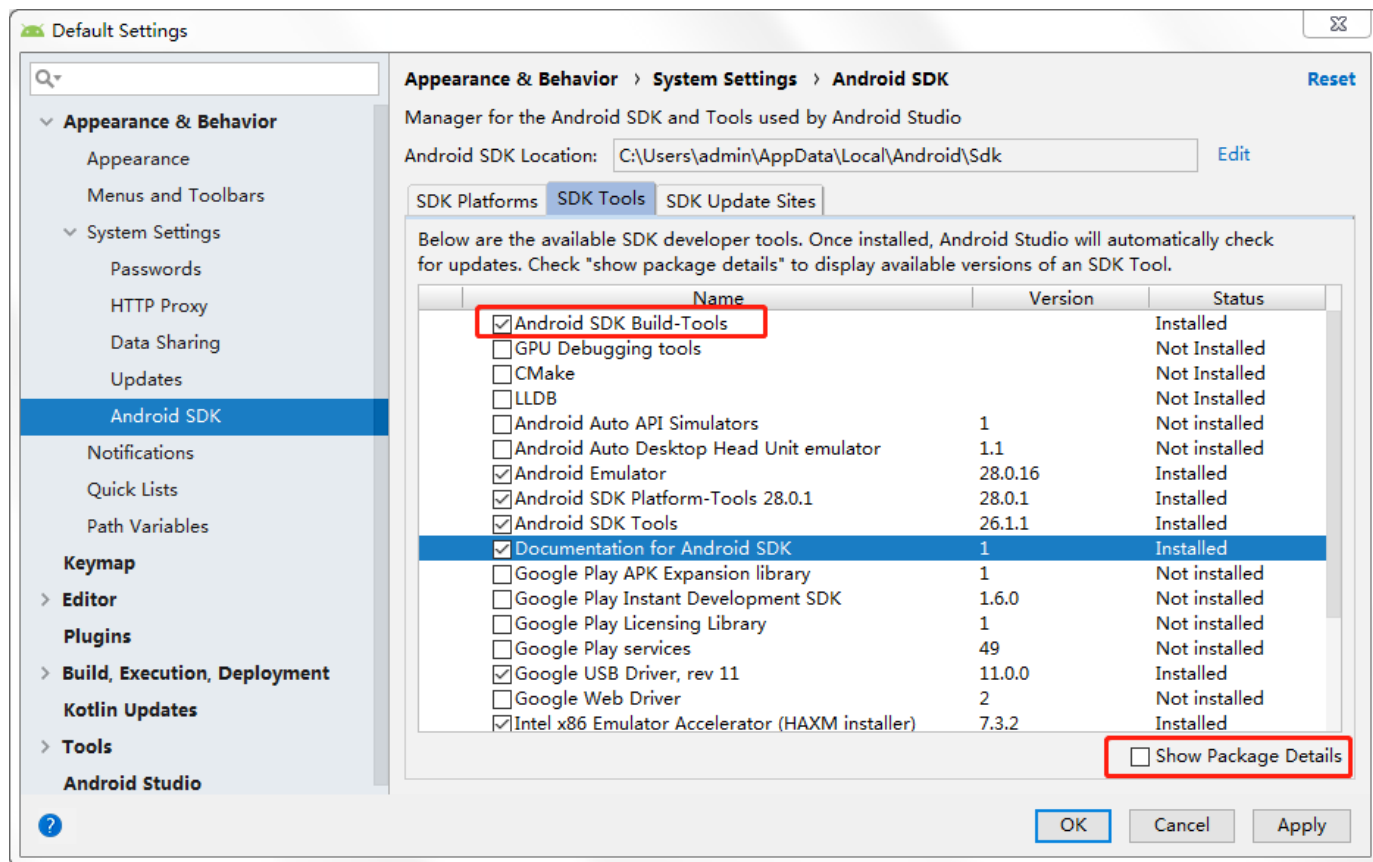 Default Settings
Appearance & Behavior
Appearance
Menus and Toolbars
System Settings
Passwords
HTTP Proxy
Data Sharing
Updates
Android SDK
Notifications
Quick Lists
Path Variables
Keymap
Editor
Plugins
Build, Execution, Deployment
Kotlin Updates
Tools
Android Studio
Appearance & Behavior › System Settings › Android SDK Reset
Manager for the Android SDK and Tools used by Android Studio
Android SDK Location: C:\Users\admin\AppData\Local\Android\Sdk Edit
SDK Platforms SDK Tools SDK Update Sites
Below are the available SDK developer tools. Once installed, Android Studio will automatically check
for updates. Check "show package details" to display available versions of an SDK Tool.
Name Version Status
Android SDK Build-Tools Installed
GPU Debugging tools Not Installed
CMake Not Installed
LLDB Not Installed
Android Auto API Simulators 1 Not installed
Android Auto Desktop Head Unit emulator 1.1 Not installed
Android Emulator 28.0.16 Installed
Android SDK Platform-Tools 28.0.1 28.0.1 Installed
Android SDK Tools 26.1.1 Installed
Documentation for Android SDK 1 Installed
Google Play APK Expansion library 1 Not installed
Google Play Instant Development SDK 1.6.0 Not installed
Google Play Licensing Library 1 Not installed
Google Play services 49 Not installed
Google USB Driver, rev 11 11.0.0 Installed
Google Web Driver 2 Not installed
Intel x86 Emulator Accelerator (HAXM installer) 7.3.2 Installed
Show Package Details
? OK Cancel Apply